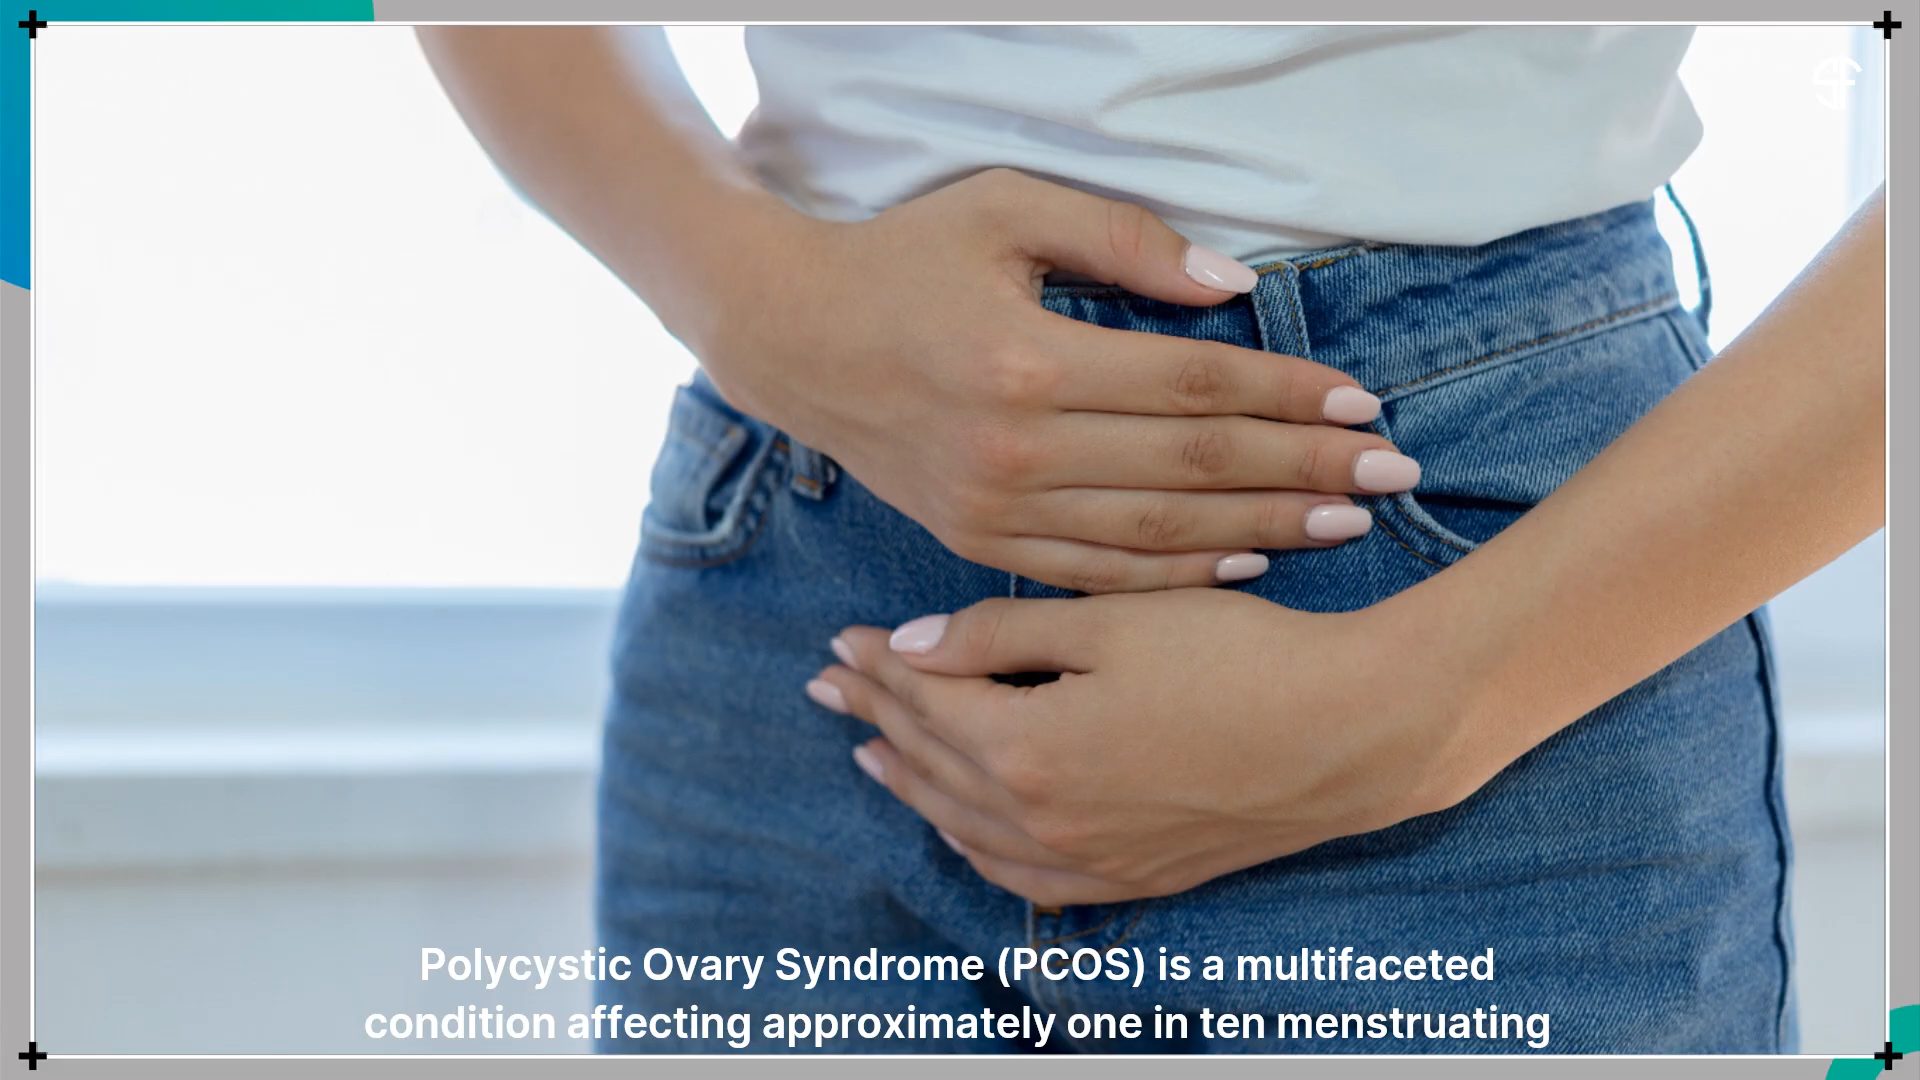 Polycystic Ovary Syndrome (PCOS) is a multifaceted
condition affecting approximately one in ten menstruating